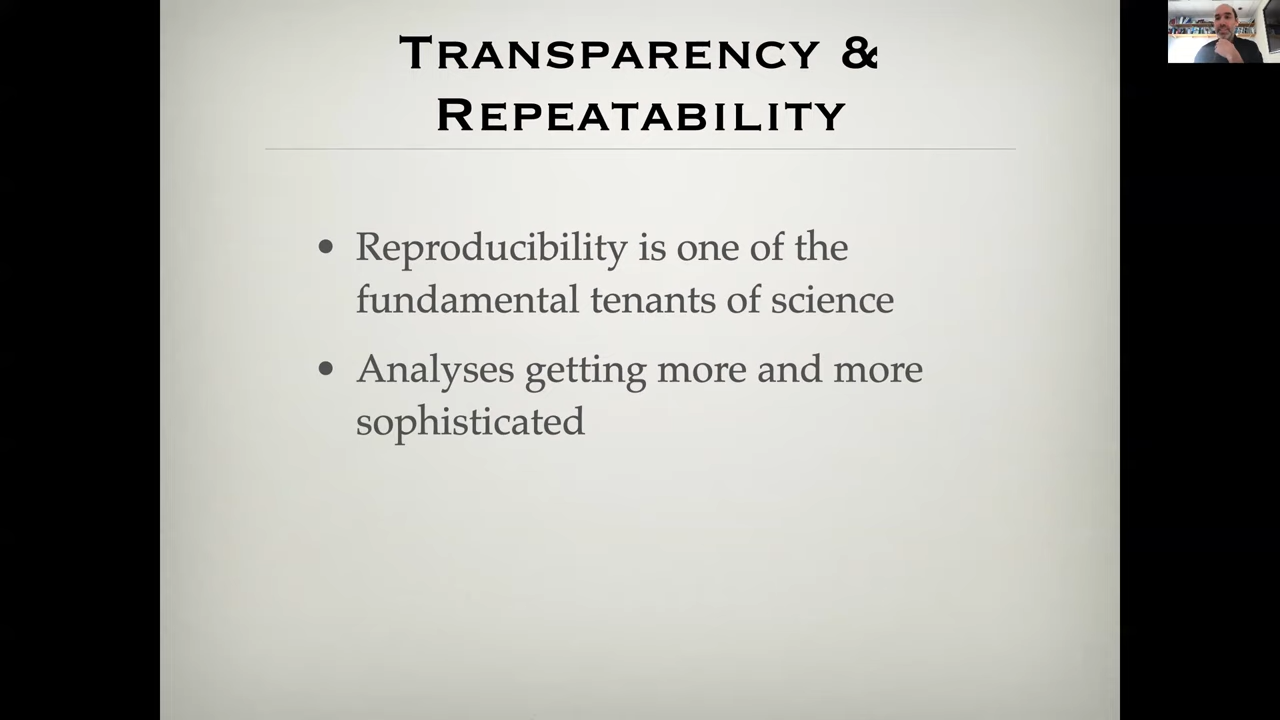 TRANSPARENCY &
REPEATABILITY
• Reproducibility is one of the
fundamental tenants of science
• Analyses getting more and more
sophisticated